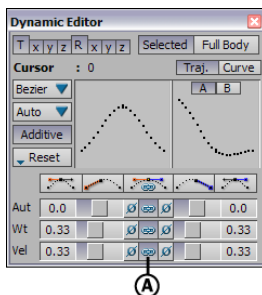 Dynamic Editor
T x y z R x y z Selected Full Body
Cursor : 0 Traj. Curve
Bezier A B
Auto
Additive
Reset
Aut 0.0 Ø Ø 0.0
Wt 0.33 Ø Ø 0.33
Vel 0.33 Ø Ø 0.33
A